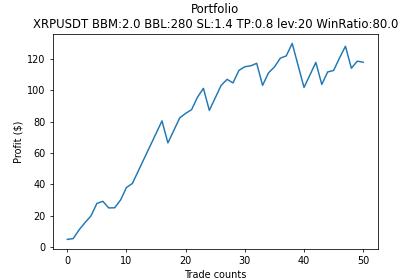 Portfolio
XRPUSDT BBM:2.0 BBL:280 SL:1.4 TP:0.8 lev:20 WinRatio:80.0
120
100
80
60
40
20
0
Profit ($)
0 10 20 30 40 50
Trade counts